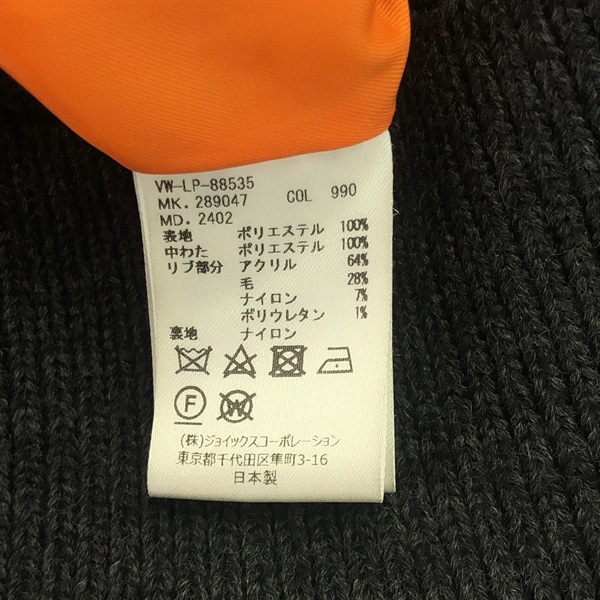 VW-LP-88535
MK. 289047 COL 990
MD. 2402
表地 ポリエステル 100%
中わた ポリエステル 100%
リブ部分 アクリル 64%
毛 28%
ナイロン 7%
ポリウレタン 1%
裏地 ナイロン
F W
(株)ジョイックスコーポレーション
東京都千代田区隼町3-16
日本製